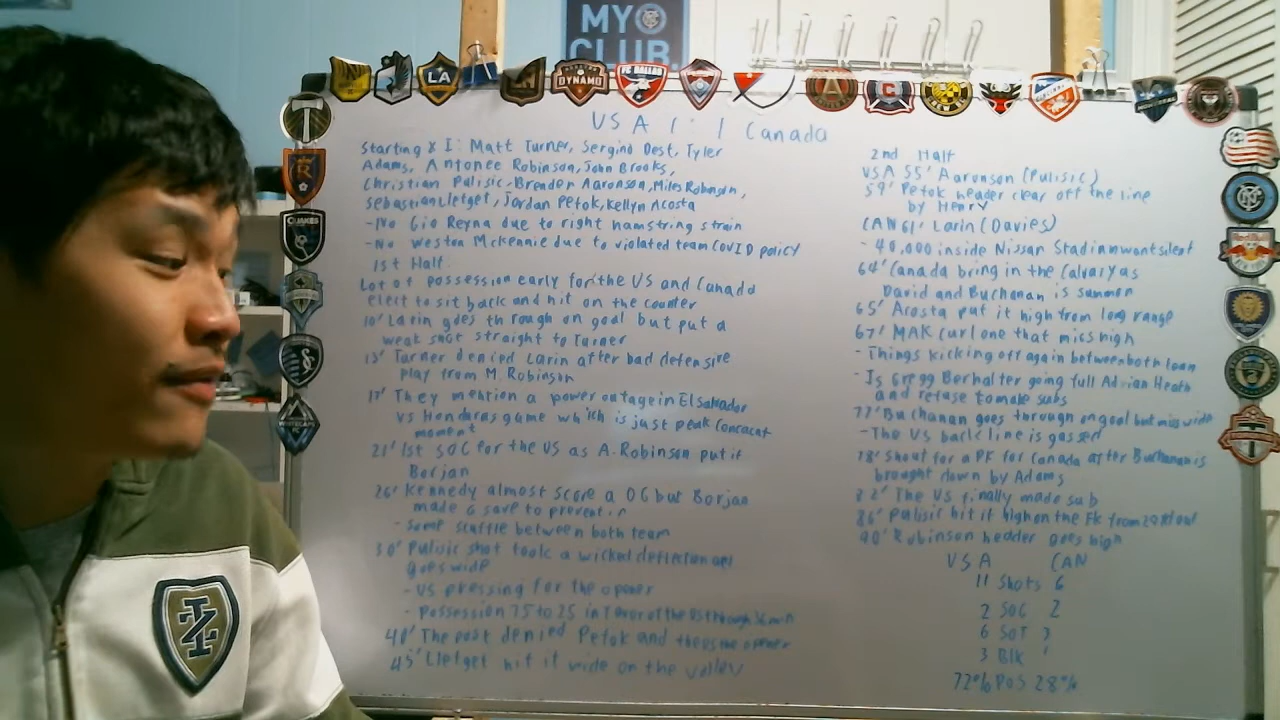 MY
CLUB.
LA
DYNAMO
FC DALLAS
QUAKES
USA 1:1 Canada
Starting XI: Matt Turner, Sergino Dest, Tyler
Adams, Antonee Robinson, John Brooks,
Christian Pulisic, Brenden Aaronson, Miles Robinson,
Sebastian Lletget, Jordan Pefok, Kellyn Acosta
-No Gio Reyna due to right hamstring strain
-No Weston Mckennie due to violated team COVID policy
1st Half:
Lot of possession early for the US and Canada
elect to sit back and hit on the counter
10' Larin goes through on goal but put a
weak shot straight to Turner
13' Turner denied Larin after bad defensive
play from M. Robinson
17' They mention a power outage in El Salvador
vs Honduras game which is just peak Concacaf
moment
21' 1st SOG for the US as A. Robinson put it
Borjan
26' Kennedy almost score a OG but Borjan
made a save to prevent it
- Some scuffle between both team
30' Pulisic shot took a wicked deflection and
goes wide
- US pressing for the opener
- Possession 75 to 25 in favor of the US through 36 min
40' The post denied Pefok and the opener
45' Lletget hit it wide on the volley
2nd Half
USA 55' Aaronson (Pulisic)
59' Pefok header clear off the line
by Henry
CAN 61' Larin (Davies)
- 40,000 inside Nissan Stadium went silent
64' Canada bring in the Calvary as
David and Buchanan is summon
65' Acosta put it high from long range
67' MAK curl one that miss high
- Things kicking off again between both team
- Is Gregg Berhalter going full Adrian Heath
and refuse to make subs
77' Buchanan goes through on goal but miss wide
- The US back line is gassed
78' Shout for a PK for Canada after Buchanan is
brought down by Adams
82' The US finally made sub
86' Pulisic hit it high on the FK from 20 yd out
90' Robinson header goes high
USA CAN
11 Shots 6
2 SOG 2
6 SOT 3
3 Blk 1
72% POS 28%